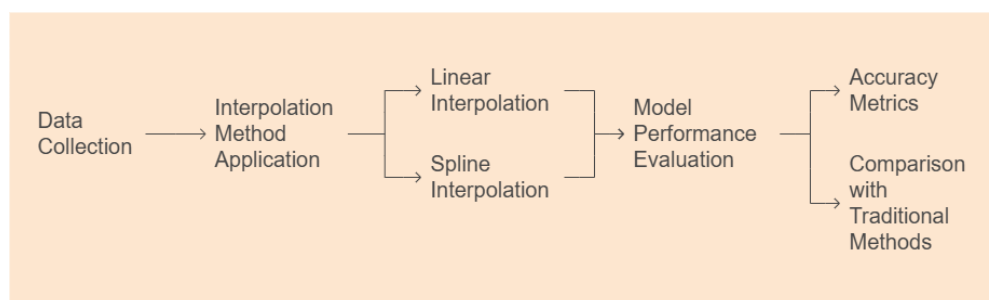 Data
Collection
Interpolation
Method
Application
Linear
Interpolation
Spline
Interpolation
Model
Performance
Evaluation
Accuracy
Metrics
Comparison
with
Traditional
Methods